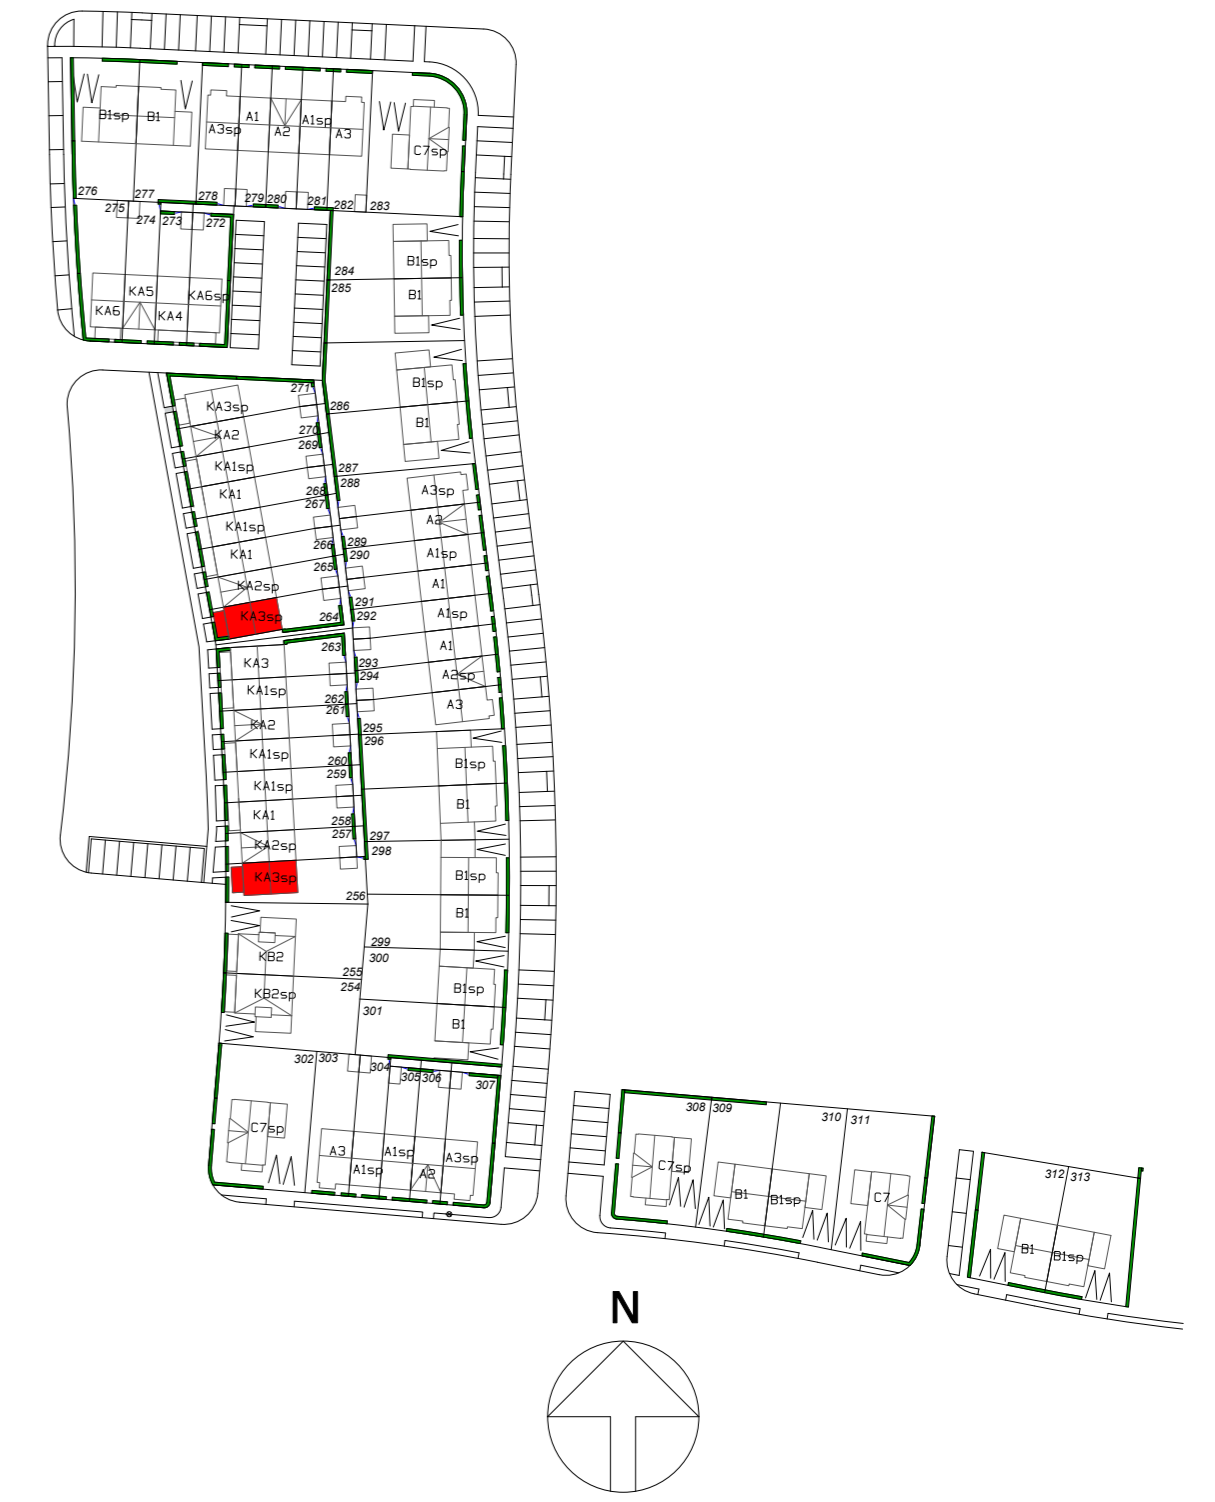 B1sp B1
A3sp A1 A2 A1sp A3
C7sp
276 277 278 279 280 281 282 283
275 274 273 272
B1sp
284
285
B1
KA6 KA5 KA4 KA6sp
271
B1sp
286
B1
KA3sp
KA2
270
269
KA1sp
287
288
KA1
268
267
A3sp
A2
KA1sp
266
289
290
A1sp
KA1
265
A1
KA2sp
291
292
A1sp
KA3sp
264
263
A1
KA3
293
294
A2sp
KA1sp
262
261
A3
KA2
295
296
KA1sp
260
259
B1sp
KA1sp
B1
KA1
258
257
297
298
KA2sp
KA3sp
B1sp
256
B1
299
300
KB2
255
254
KB2sp
B1sp
301
B1
302 303 304 305 306 307
C7sp
A3 A1sp A1sp A2 A3sp
308 309 310 311
C7sp B1 B1sp C7
312 313
B1 B1sp
N